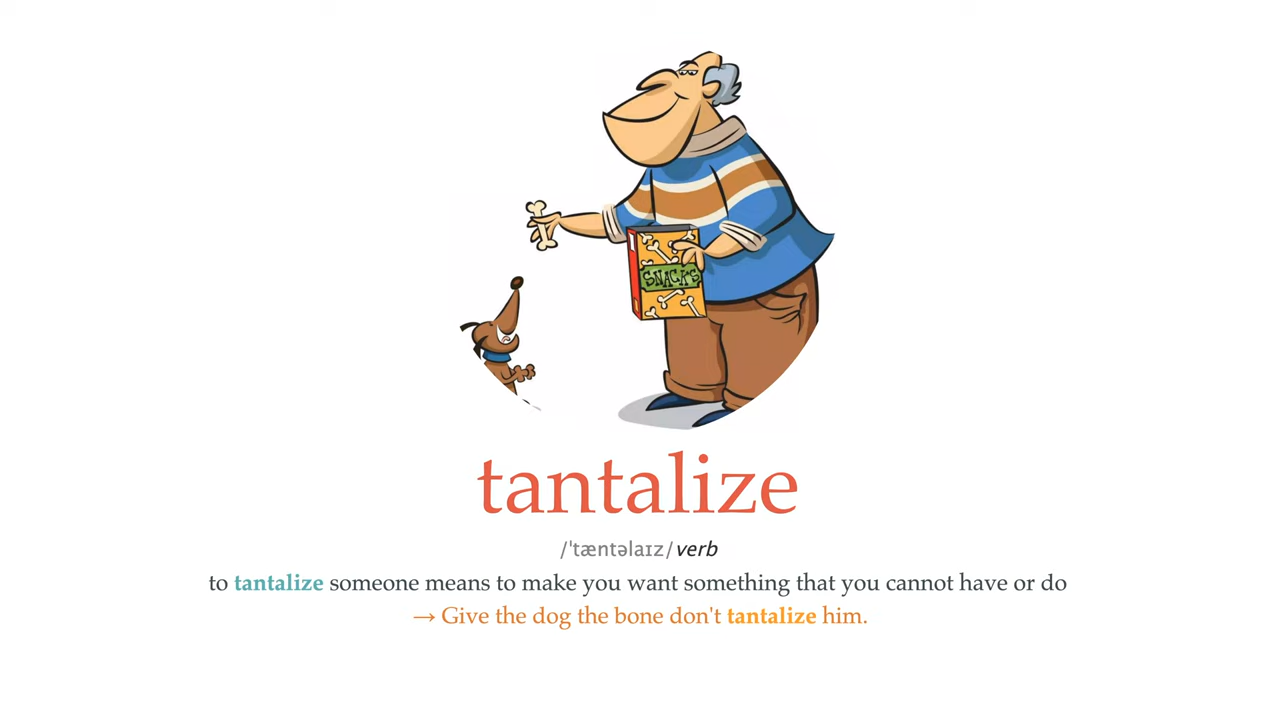 SNACKS
tantalize
/ˈtæntəlaɪz/verb
to tantalize someone means to make you want something that you cannot have or do
→ Give the dog the bone don't tantalize him.